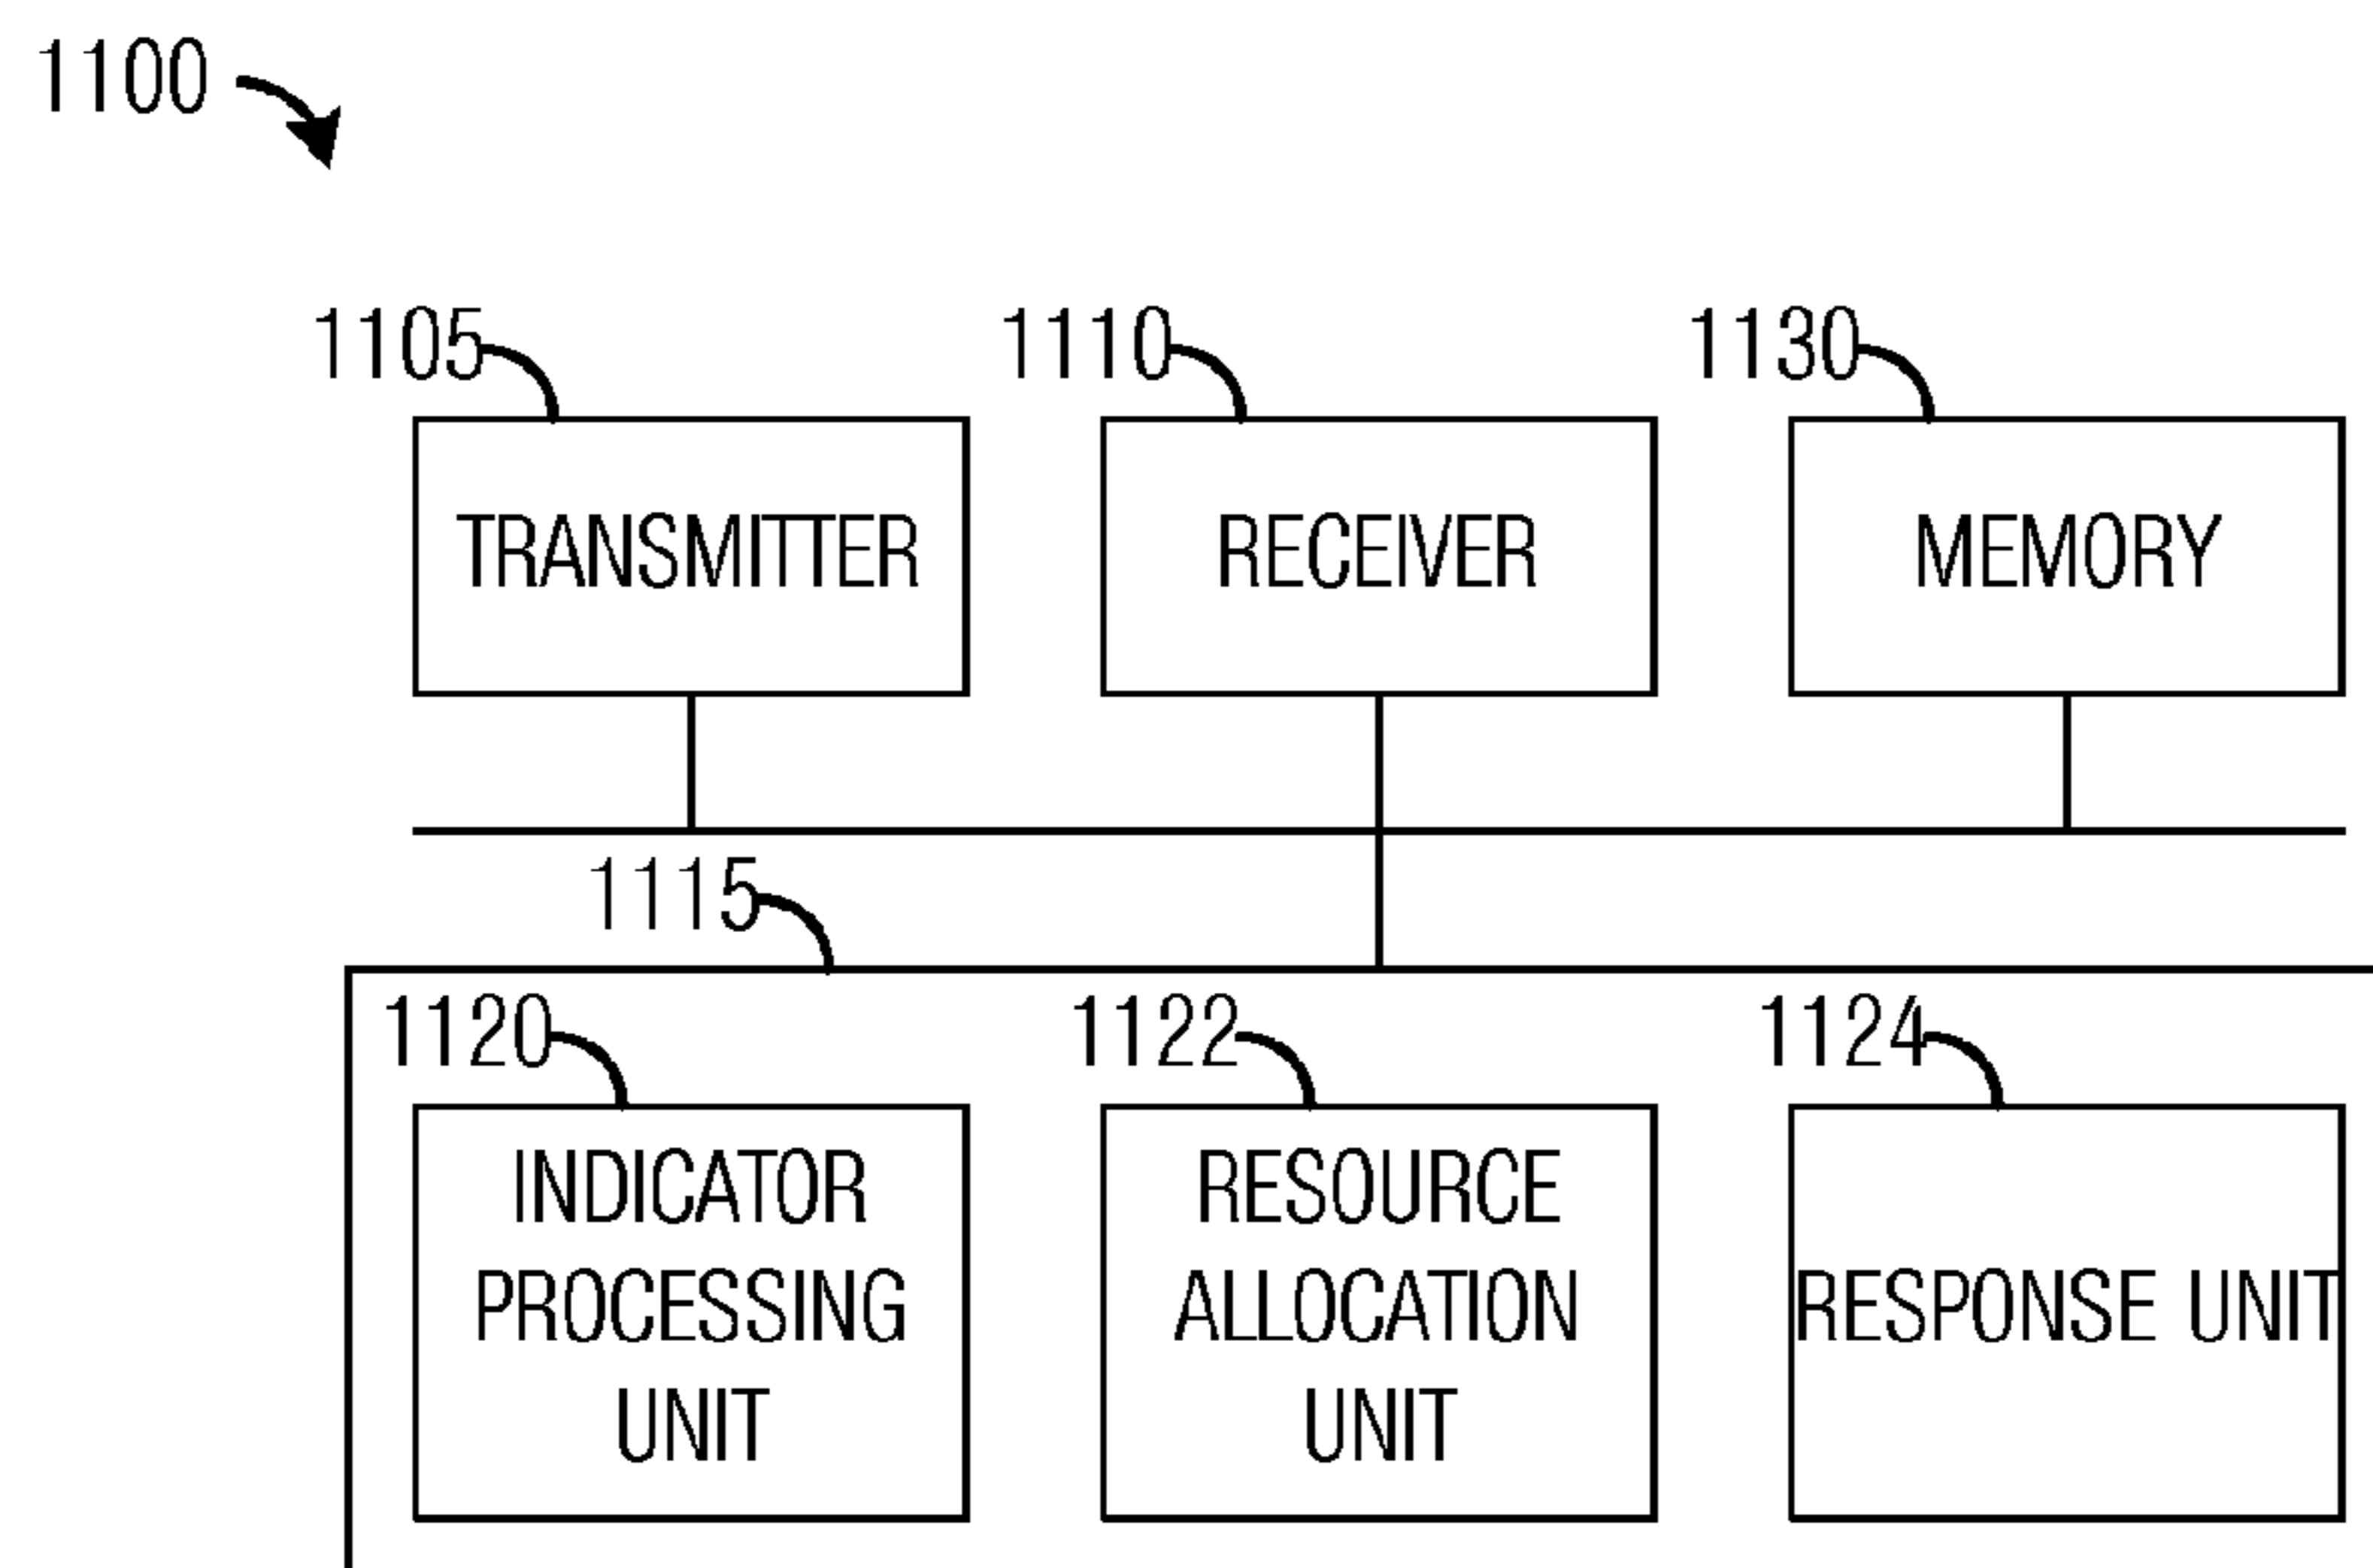 1100
1105
1110
1130
TRANSMITTER
RECEIVER
MEMORY
1115
1120
1122
1124
INDICATOR
PROCESSING
UNIT
RESOURCE
ALLOCATION
UNIT
RESPONSE UNIT